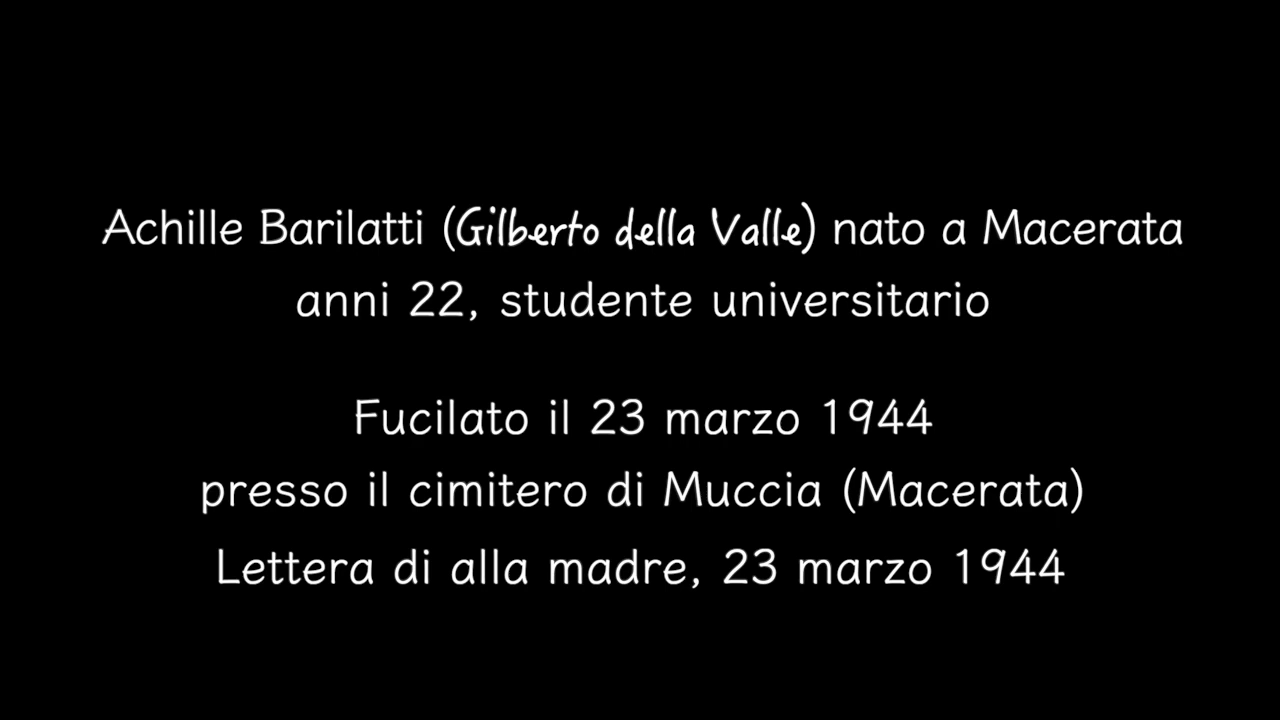 Achille Barilatti (Gilberto della Valle) nato a Macerata
anni 22, studente universitario
Fucilato il 23 marzo 1944
presso il cimitero di Muccia (Macerata)
Lettera di alla madre, 23 marzo 1944